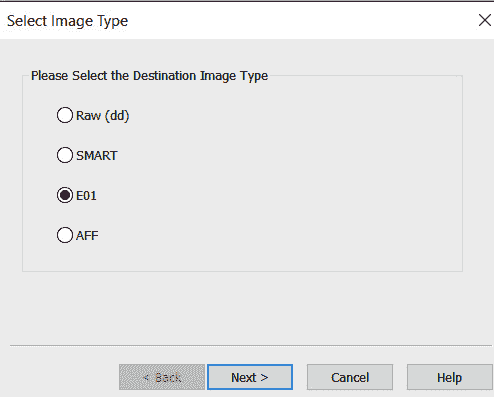 Select Image Type
Please Select the Destination Image Type
Raw (dd)
SMART
E01
AFF
< Back Next > Cancel Help